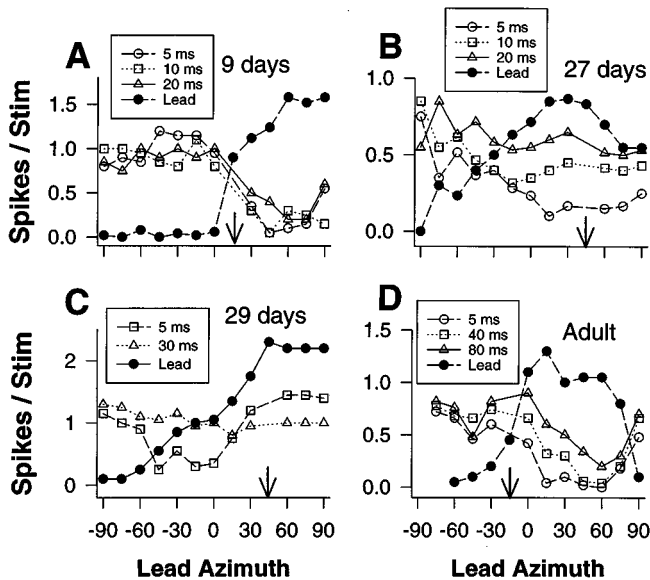 A
5 ms
10 ms
20 ms
Lead
9 days
1.5
1.0
0.5
0.0
Spikes / Stim
B
5 ms
10 ms
20 ms
Lead
27 days
1.0
0.5
0.0
C
5 ms
30 ms
Lead
29 days
2
1
0
Spikes / Stim
-90 -60 -30 0 30 60 90
Lead Azimuth
D
5 ms
40 ms
80 ms
Lead
Adult
1.5
1.0
0.5
0.0
-90 -60 -30 0 30 60 90
Lead Azimuth